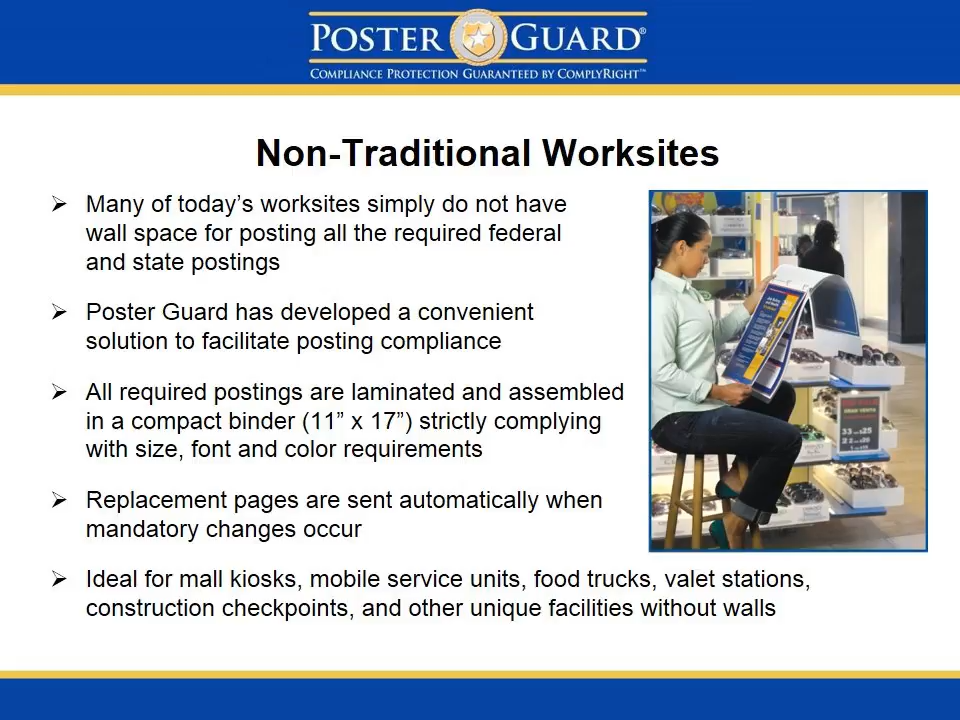 POSTER GUARD®
COMPLIANCE PROTECTION GUARANTEED BY COMPLYRIGHT™
Non-Traditional Worksites
➢ Many of today’s worksites simply do not have
wall space for posting all the required federal
and state postings
➢ Poster Guard has developed a convenient
solution to facilitate posting compliance
➢ All required postings are laminated and assembled
in a compact binder (11” x 17”) strictly complying
with size, font and color requirements
➢ Replacement pages are sent automatically when
mandatory changes occur
➢ Ideal for mall kiosks, mobile service units, food trucks, valet stations,
construction checkpoints, and other unique facilities without walls